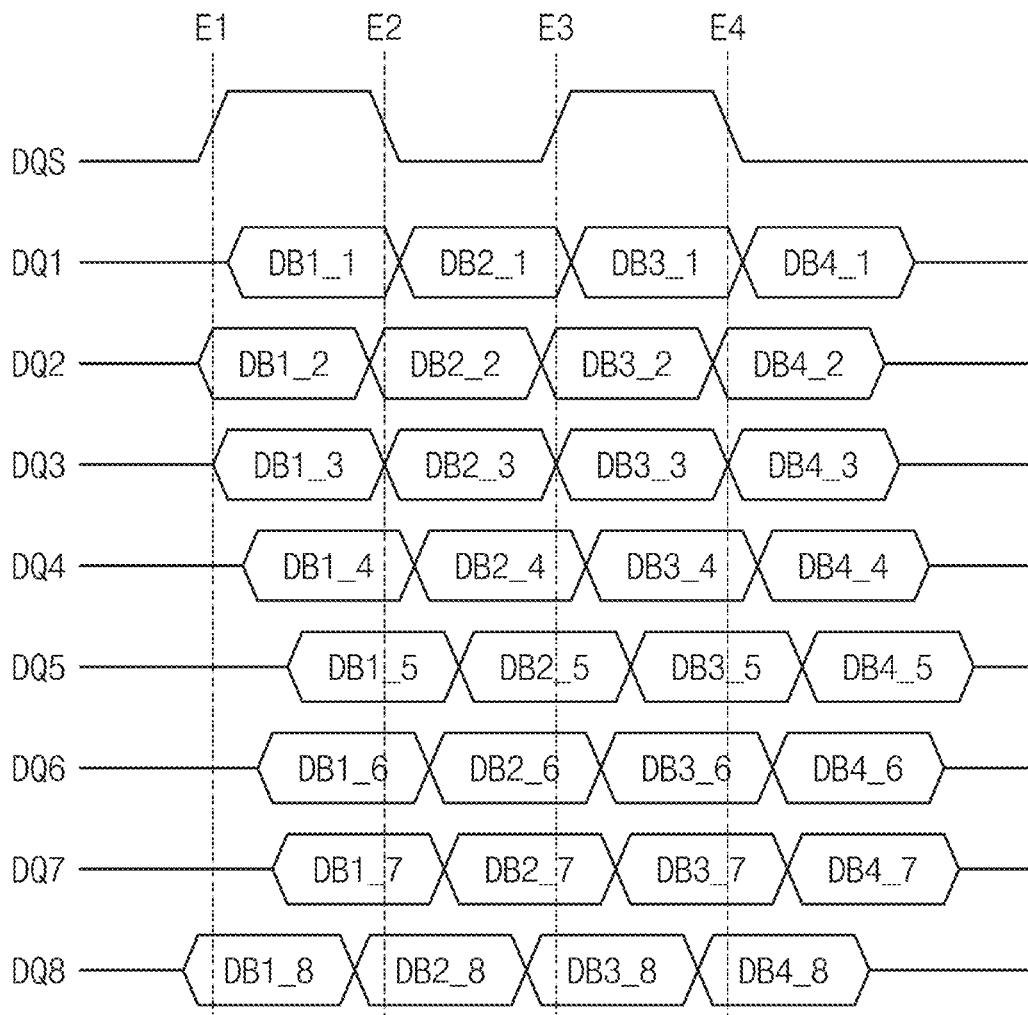 E1 E2 E3 E4
DQS
DQ1 DB1_1 DB2_1 DB3_1 DB4_1
DQ2 DB1_2 DB2_2 DB3_2 DB4_2
DQ3 DB1_3 DB2_3 DB3_3 DB4_3
DQ4 DB1_4 DB2_4 DB3_4 DB4_4
DQ5 DB1_5 DB2_5 DB3_5 DB4_5
DQ6 DB1_6 DB2_6 DB3_6 DB4_6
DQ7 DB1_7 DB2_7 DB3_7 DB4_7
DQ8 DB1_8 DB2_8 DB3_8 DB4_8